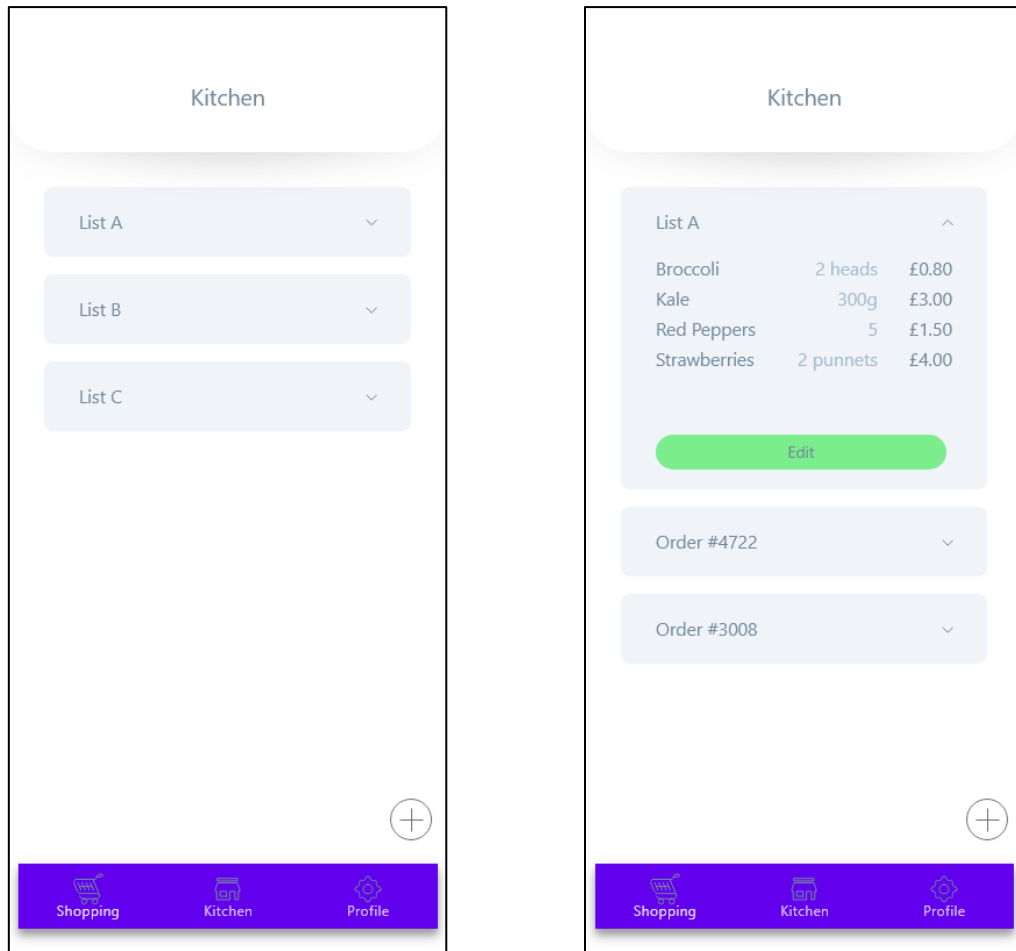 Kitchen
List A
List B
List C
Shopping Kitchen Profile
Kitchen
List A
Broccoli 2 heads £0.80
Kale 300g £3.00
Red Peppers 5 £1.50
Strawberries 2 punnets £4.00
Edit
Order #4722
Order #3008
Shopping Kitchen Profile